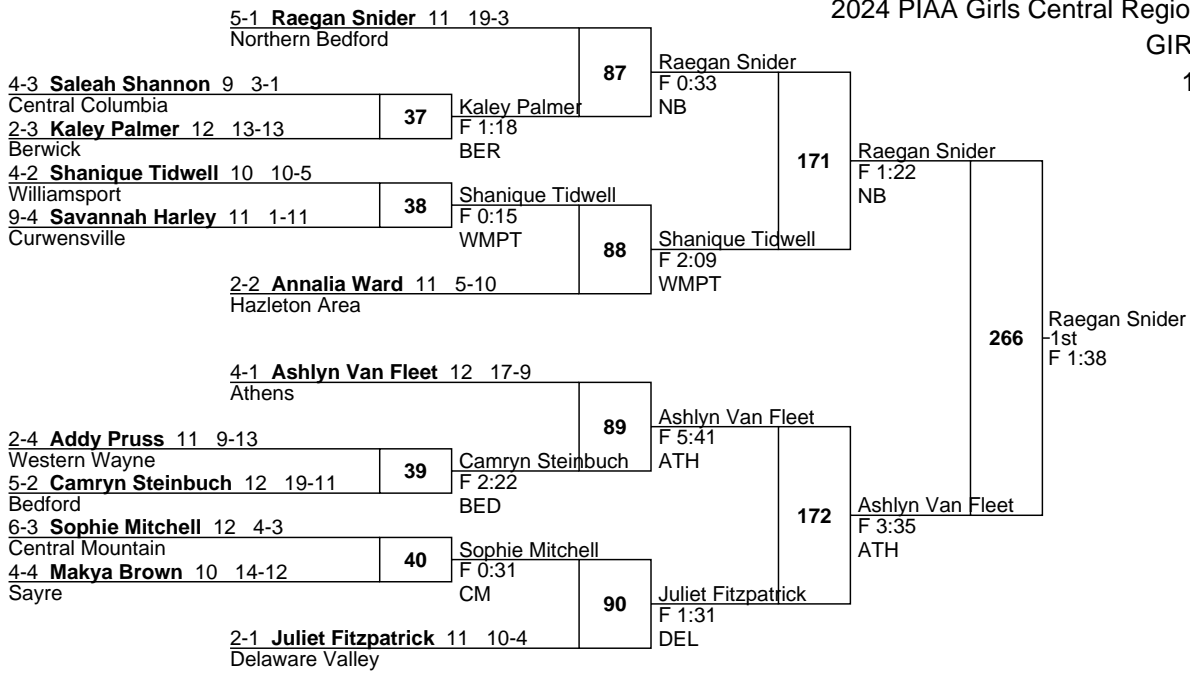 2024 PIAA Girls Central Regio
GIR
1
5-1 Raegan Snider 11 19-3
Northern Bedford
4-3 Saleah Shannon 9 3-1
Central Columbia
2-3 Kaley Palmer 12 13-13
Berwick
4-2 Shanique Tidwell 10 10-5
Williamsport
9-4 Savannah Harley 11 1-11
Curwensville
2-2 Annalia Ward 11 5-10
Hazleton Area
4-1 Ashlyn Van Fleet 12 17-9
Athens
2-4 Addy Pruss 11 9-13
Western Wayne
5-2 Camryn Steinbuch 12 19-11
Bedford
6-3 Sophie Mitchell 12 4-3
Central Mountain
4-4 Makya Brown 10 14-12
Sayre
2-1 Juliet Fitzpatrick 11 10-4
Delaware Valley
37
Kaley Palmer
F 1:18
BER
38
Shanique Tidwell
F 0:15
WMPT
39
Camryn Steinbuch
F 2:22
BED
40
Sophie Mitchell
F 0:31
CM
87
Raegan Snider
F 0:33
NB
88
Shanique Tidwell
F 2:09
WMPT
89
Ashlyn Van Fleet
F 5:41
ATH
90
Juliet Fitzpatrick
F 1:31
DEL
171
Raegan Snider
F 1:22
NB
172
Ashlyn Van Fleet
F 3:35
ATH
266
Raegan Snider
1st
F 1:38